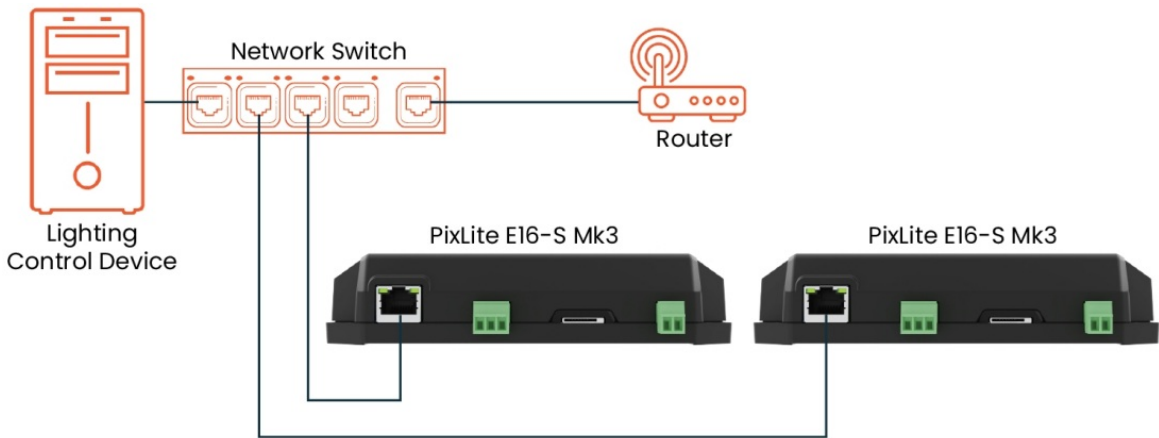 Network Switch
Router
Lighting
Control Device
PixLite E16-S Mk3
PixLite E16-S Mk3